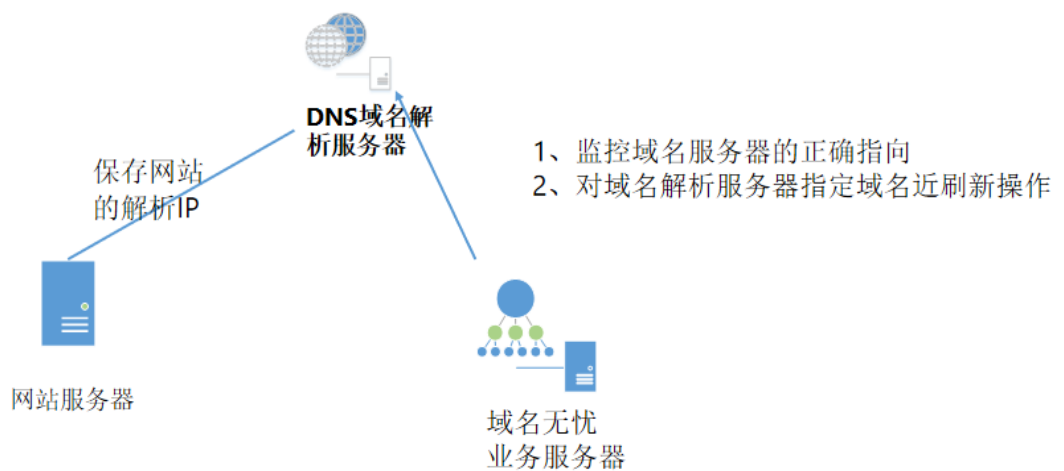 DNS域名解
析服务器
保存网站
的解析IP
1、监控域名服务器的正确指向
2、对域名解析服务器指定域名近刷新操作
网站服务器
域名无忧
业务服务器